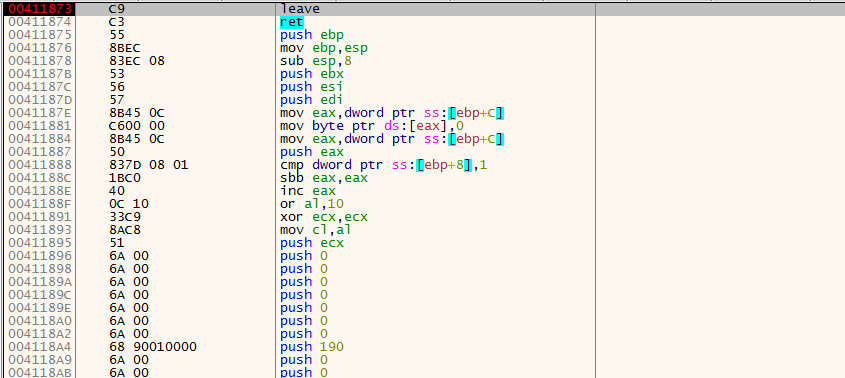 00411873 C9 leave
00411874 C3 ret
00411875 55 push ebp
00411876 8BEC mov ebp,esp
00411878 83EC 08 sub esp,8
0041187B 53 push ebx
0041187C 56 push esi
0041187D 57 push edi
0041187E 8B45 0C mov eax,dword ptr ss:[ebp+C]
00411881 C600 00 mov byte ptr ds:[eax],0
00411884 8B45 0C mov eax,dword ptr ss:[ebp+C]
00411887 50 push eax
00411888 837D 08 01 cmp dword ptr ss:[ebp+8],1
0041188C 1BC0 sbb eax,eax
0041188E 40 inc eax
0041188F 0C 10 or al,10
00411891 33C9 xor ecx,ecx
00411893 8AC8 mov cl,al
00411895 51 push ecx
00411896 6A 00 push 0
00411898 6A 00 push 0
0041189A 6A 00 push 0
0041189C 6A 00 push 0
0041189E 6A 00 push 0
004118A0 6A 00 push 0
004118A2 6A 00 push 0
004118A4 68 90010000 push 190
004118A9 6A 00 push 0
004118AB 6A 00 push 0